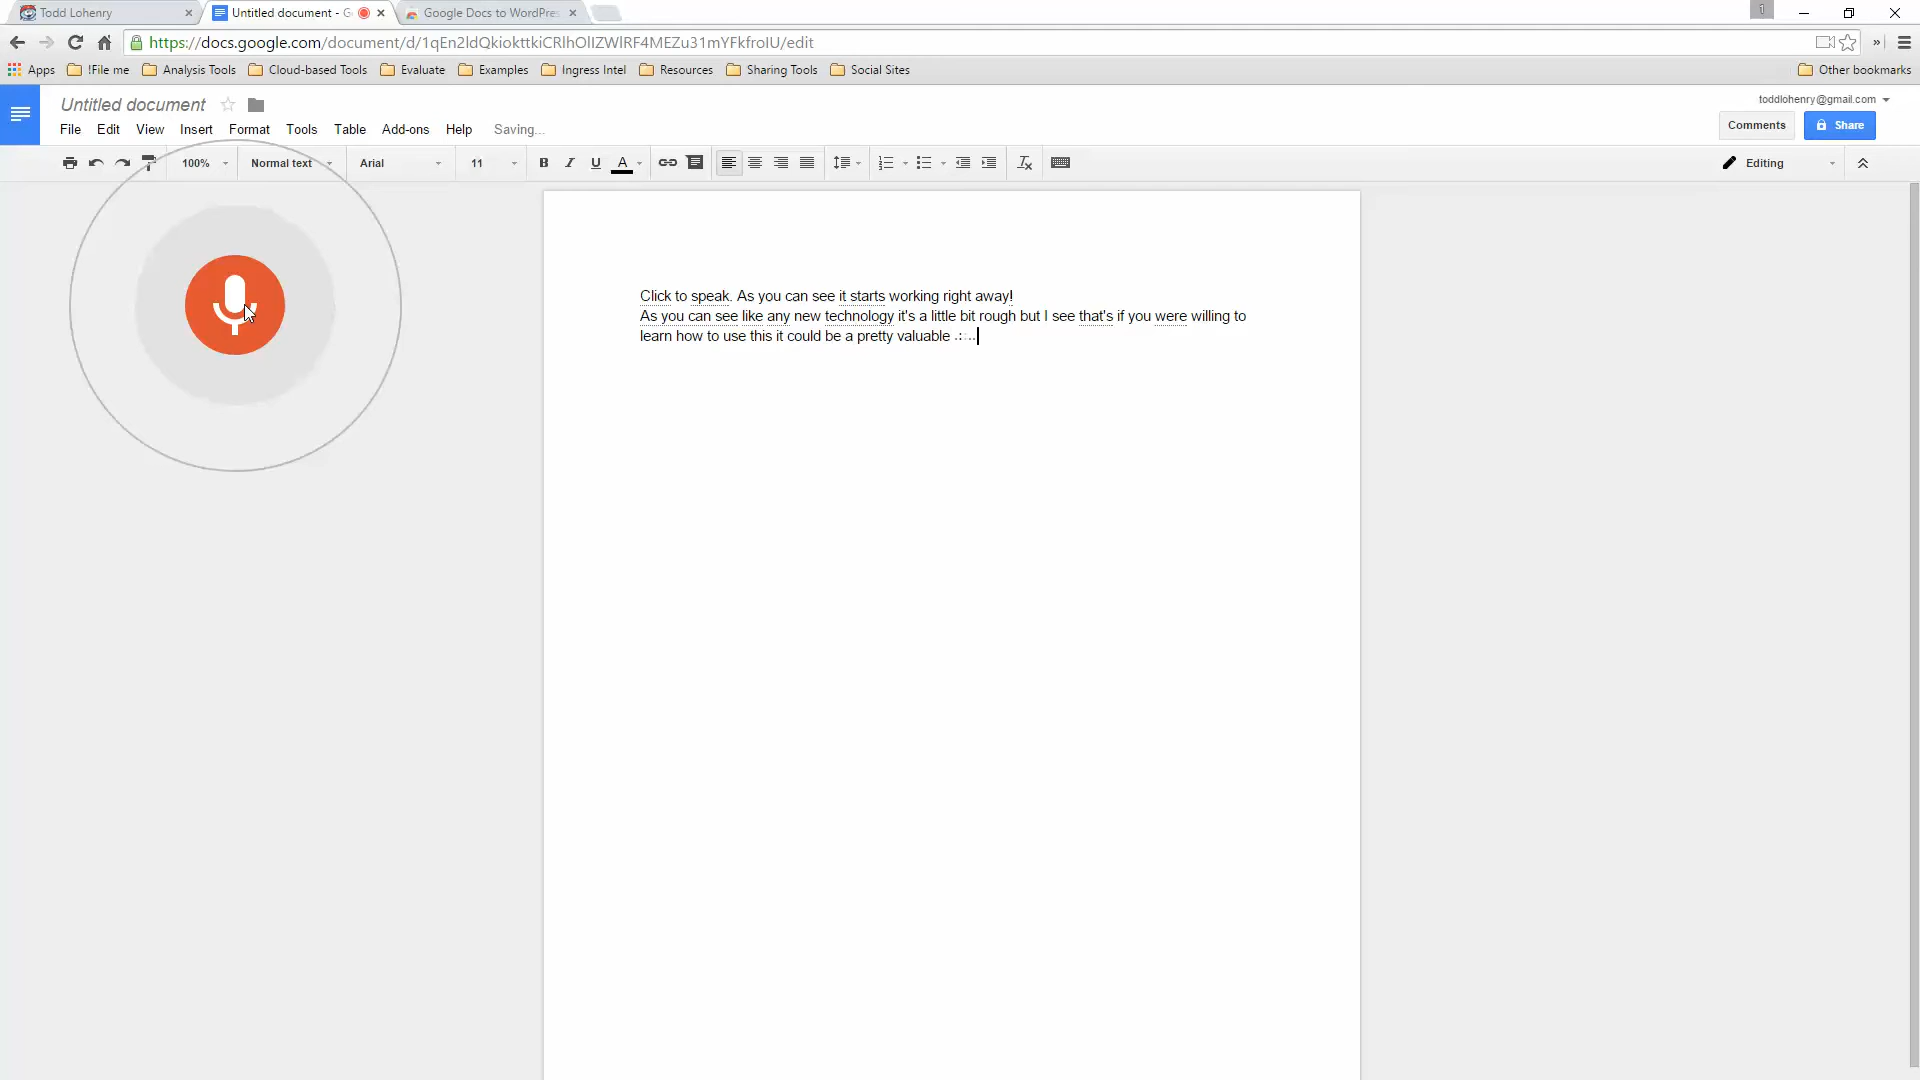 Todd Lohenry
Untitled document - G
Google Docs to WordPres
1
https://docs.google.com/document/d/1qEn2ldQkiokttkiCRlhOlIZWlRF4MEZu31mYFkfroIU/edit
Apps !File me Analysis Tools Cloud-based Tools Evaluate Examples Ingress Intel Resources Sharing Tools Social Sites Other bookmarks
Untitled document
toddlohenry@gmail.com
File Edit View Insert Format Tools Table Add-ons Help Saving...
Comments Share
100% Normal text Arial 11 B I U A Editing
Click to speak. As you can see it starts working right away!
As you can see like any new technology it's a little bit rough but I see that's if you were willing to
learn how to use this it could be a pretty valuable